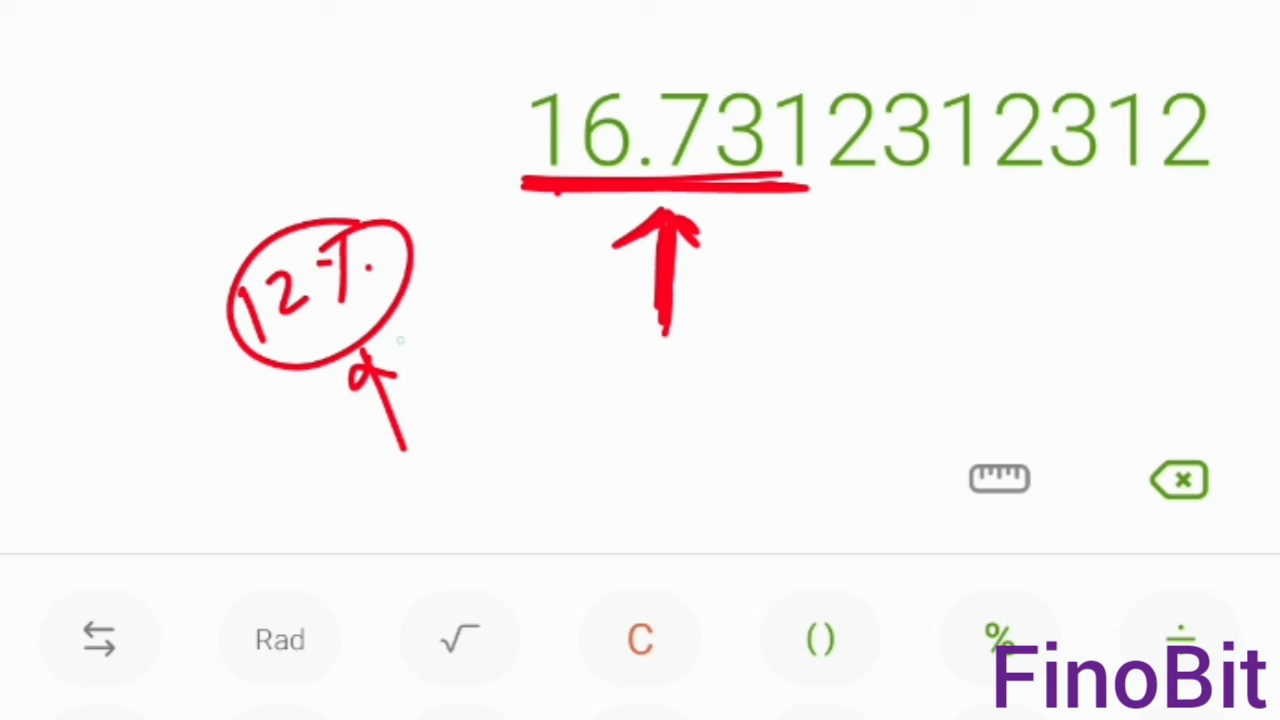 16.7312312312
12%.
Rad
√
C
()
%
÷
FinoBit